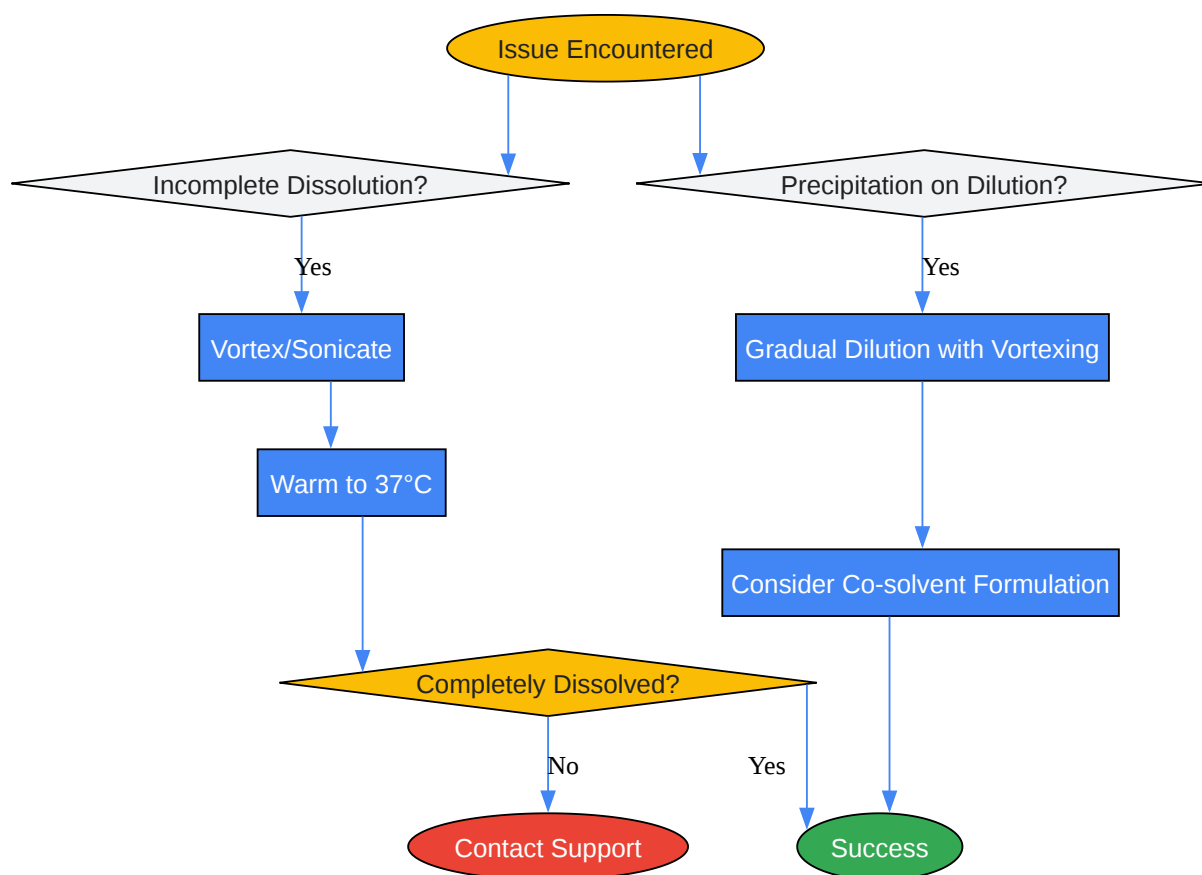 Issue Encountered
Incomplete Dissolution?
Precipitation on Dilution?
Yes
Yes
Vortex/Sonicate
Gradual Dilution with Vortexing
Warm to 37°C
Consider Co-solvent Formulation
Completely Dissolved?
No
Yes
Contact Support
Success